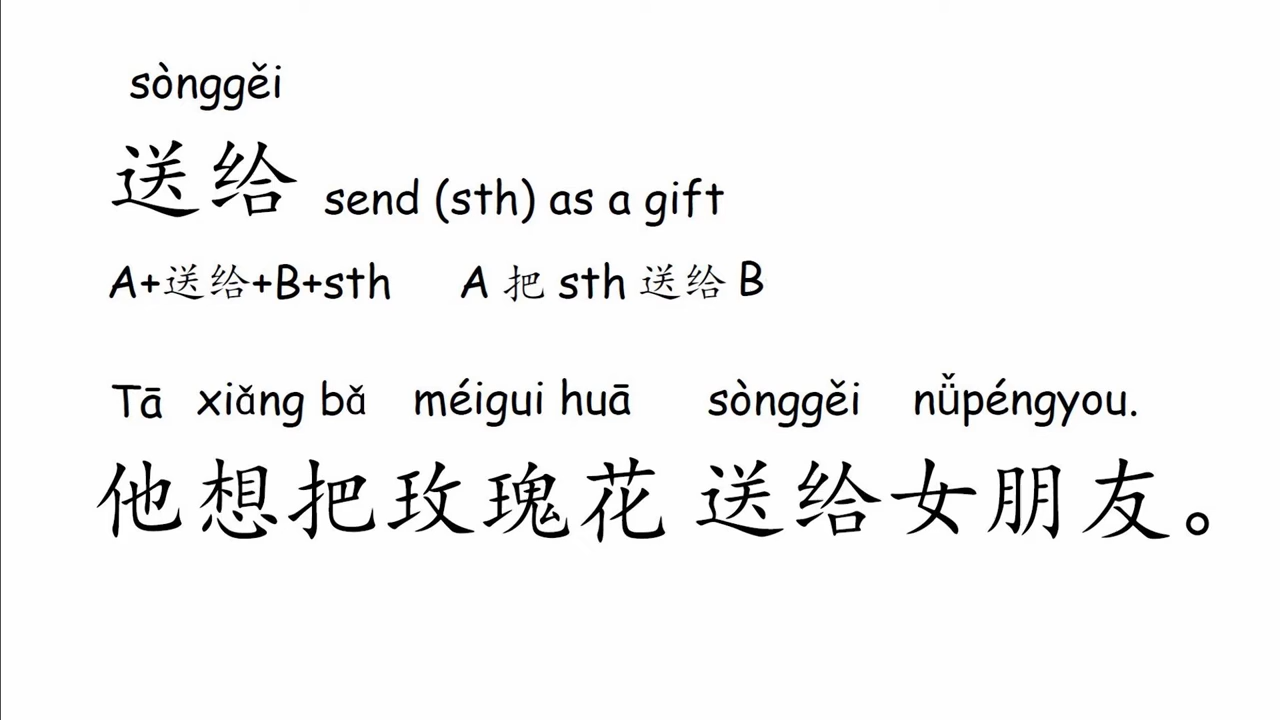 sònggěi
送给 send (sth) as a gift
A+送给+B+sth A 把 sth 送给 B
Tā xiǎng bǎ méigui huā sònggěi nǚpéngyou.
他想把玫瑰花 送给女朋友。